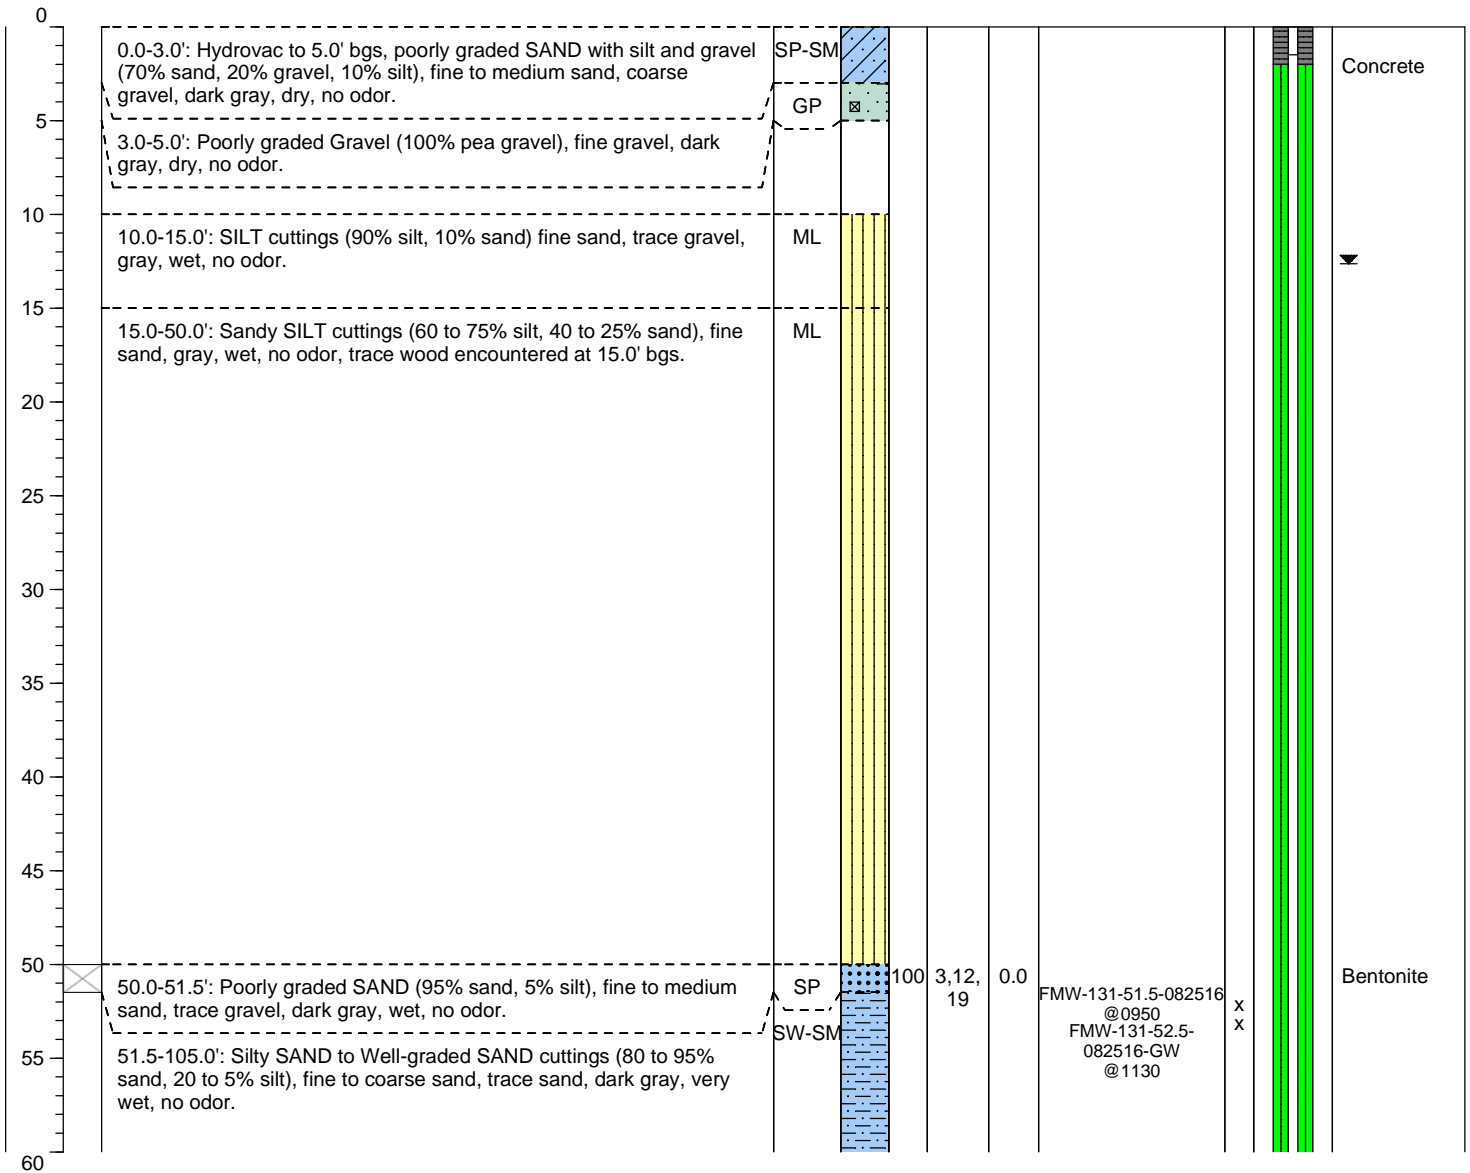 0
0.0-3.0': Hydrovac to 5.0' bgs, poorly graded SAND with silt and gravel
(70% sand, 20% gravel, 10% silt), fine to medium sand, coarse
gravel, dark gray, dry, no odor.
SP-SM
Concrete
GP
5
3.0-5.0': Poorly graded Gravel (100% pea gravel), fine gravel, dark
gray, dry, no odor.
10
10.0-15.0': SILT cuttings (90% silt, 10% sand) fine sand, trace gravel,
gray, wet, no odor.
ML
15
15.0-50.0': Sandy SILT cuttings (60 to 75% silt, 40 to 25% sand), fine
sand, gray, wet, no odor, trace wood encountered at 15.0' bgs.
ML
20
25
30
35
40
45
50
50.0-51.5': Poorly graded SAND (95% sand, 5% silt), fine to medium
sand, trace gravel, dark gray, wet, no odor.
SP
100
3,12,
19
0.0
FMW-131-51.5-082516
@0950
FMW-131-52.5-
082516-GW
@1130
x
x
Bentonite
SW-SM
55
51.5-105.0': Silty SAND to Well-graded SAND cuttings (80 to 95%
sand, 20 to 5% silt), fine to coarse sand, trace sand, dark gray, very
wet, no odor.
60